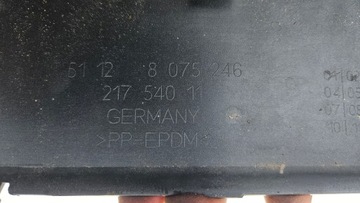 51 12 8 075 246
217 540 11
GERMANY
>PP-EPDM<